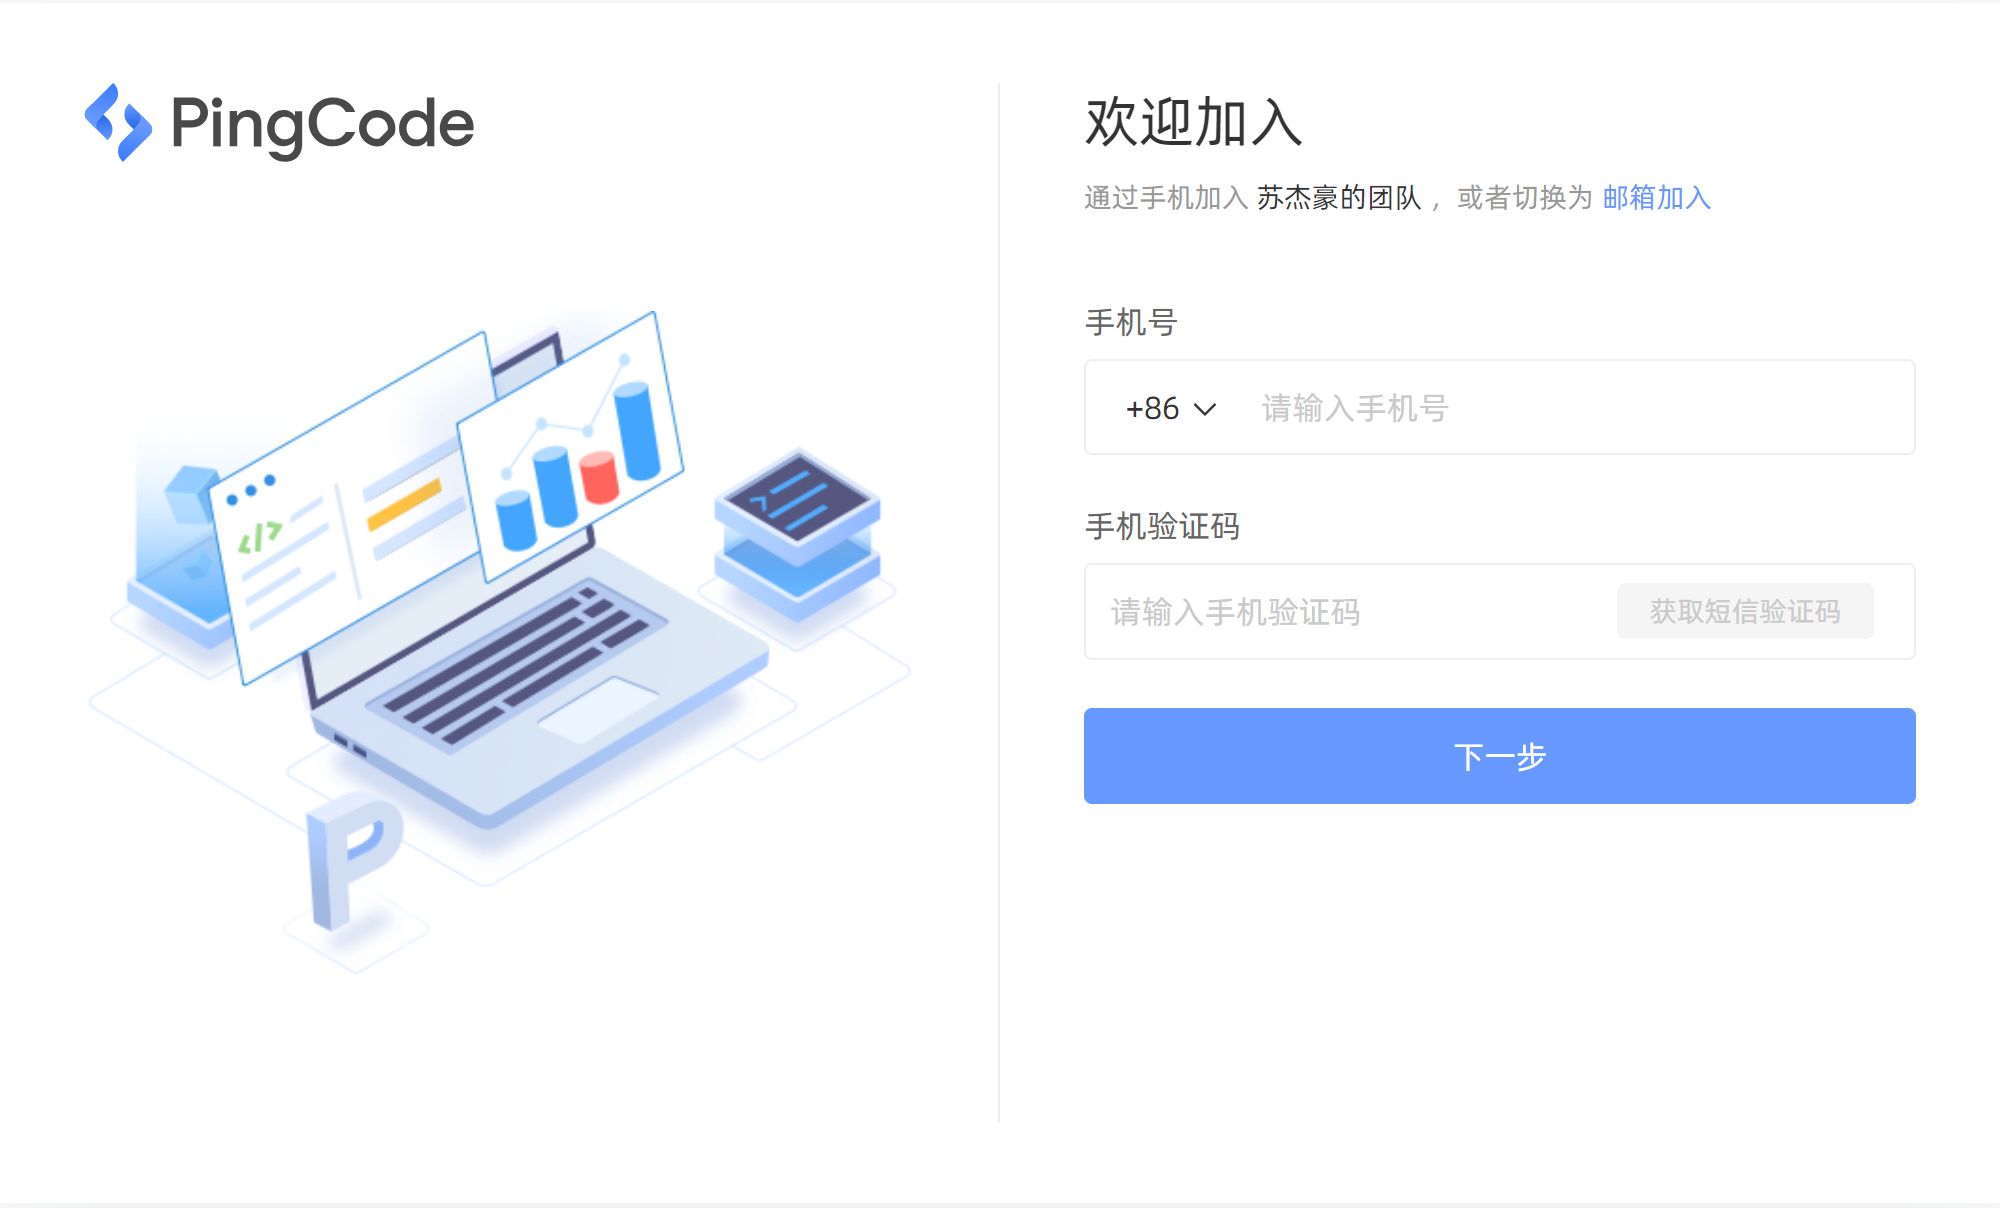 PingCode
欢迎加入
通过手机加入 苏杰豪的团队 ，或者切换为 邮箱加入
手机号
+86 请输入手机号
手机验证码
请输入手机验证码 获取短信验证码
下一步